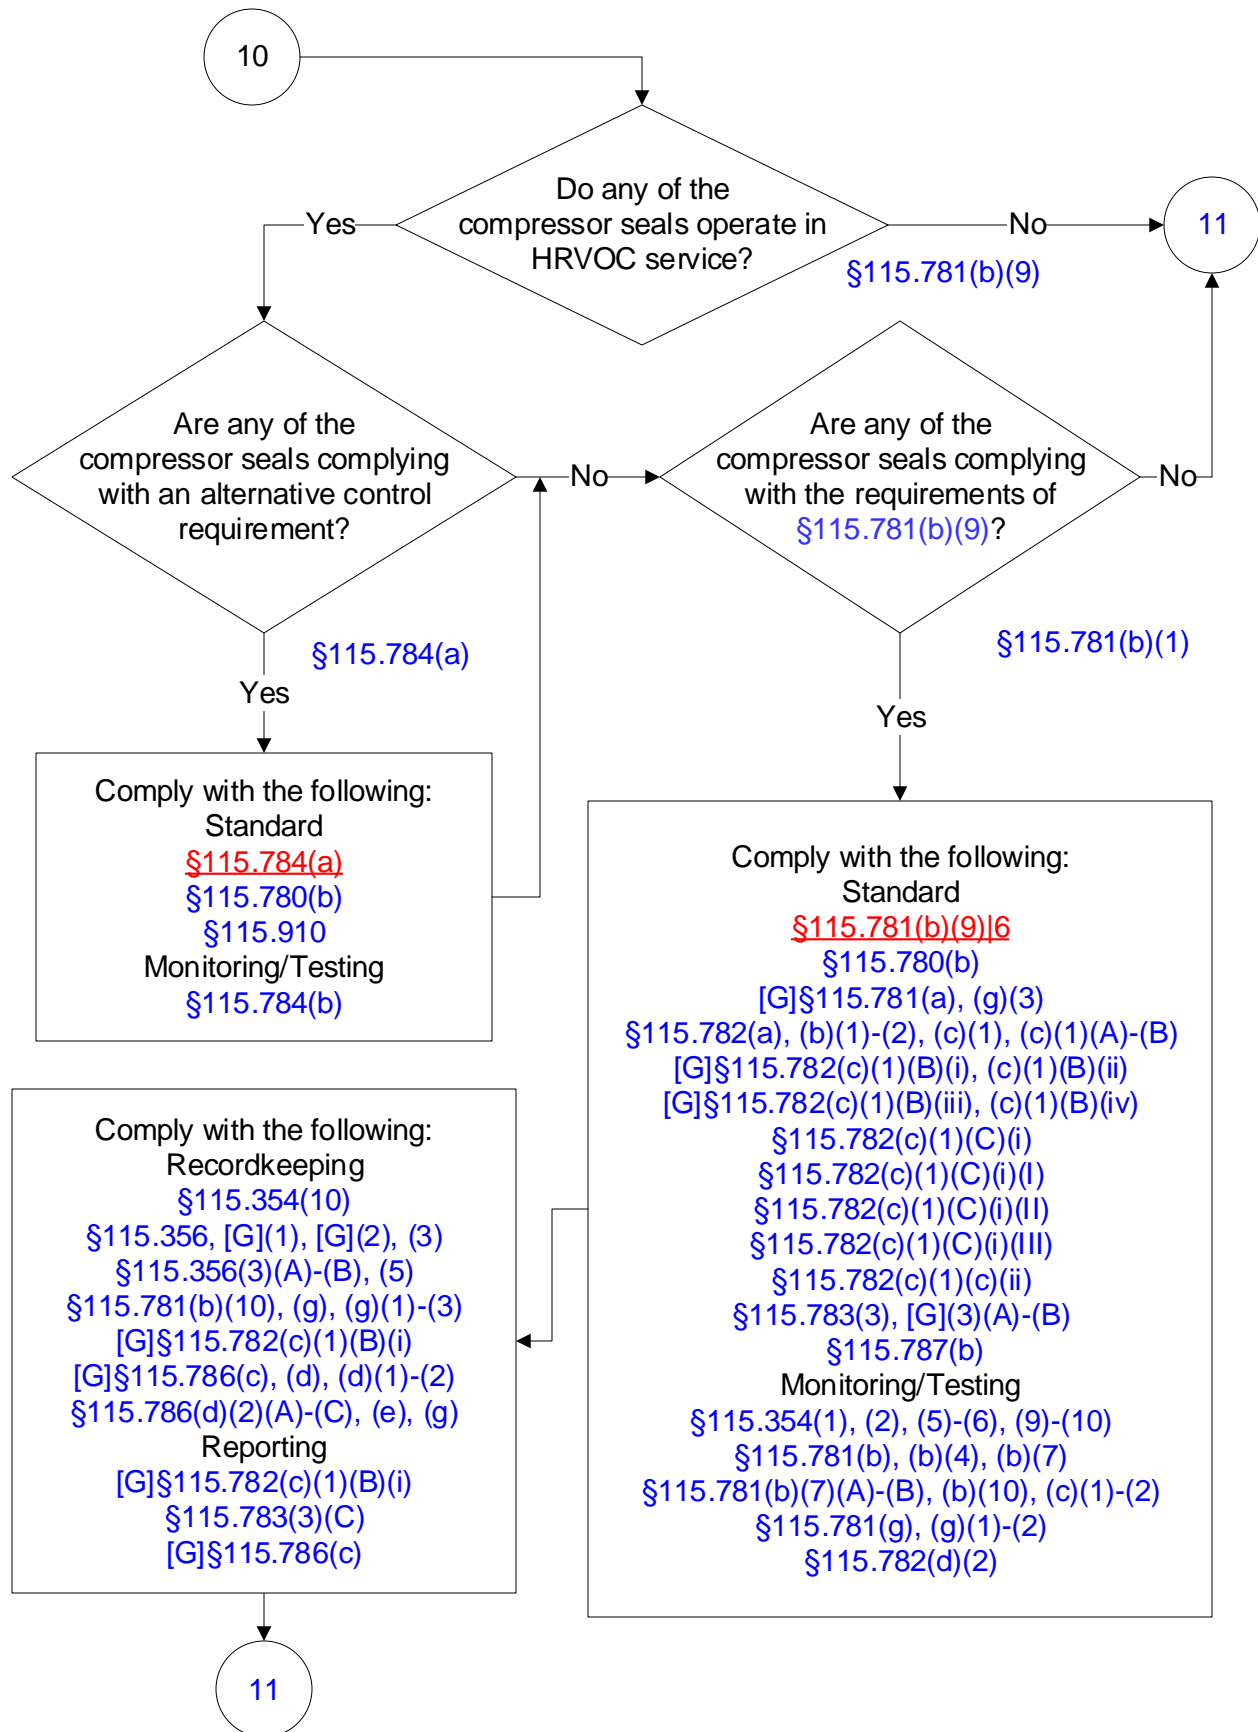 10
Do any of the
compressor seals operate in
HRVOC service?
Yes
No
11
§115.781(b)(9)
Are any of the
compressor seals complying
with an alternative control
requirement?
No
Are any of the
compressor seals complying
with the requirements of
§115.781(b)(9)?
No
§115.784(a)
Yes
§115.781(b)(1)
Yes
Comply with the following:
Standard
§115.784(a)
§115.780(b)
§115.910
Monitoring/Testing
§115.784(b)
Comply with the following:
Standard
§115.781(b)(9)|6
§115.780(b)
[G]§115.781(a), (g)(3)
§115.782(a), (b)(1)-(2), (c)(1), (c)(1)(A)-(B)
[G]§115.782(c)(1)(B)(i), (c)(1)(B)(ii)
[G]§115.782(c)(1)(B)(iii), (c)(1)(B)(iv)
§115.782(c)(1)(C)(i)
§115.782(c)(1)(C)(i)(I)
§115.782(c)(1)(C)(i)(II)
§115.782(c)(1)(C)(i)(III)
§115.782(c)(1)(c)(ii)
§115.783(3), [G](3)(A)-(B)
§115.787(b)
Monitoring/Testing
§115.354(1), (2), (5)-(6), (9)-(10)
§115.781(b), (b)(4), (b)(7)
§115.781(b)(7)(A)-(B), (b)(10), (c)(1)-(2)
§115.781(g), (g)(1)-(2)
§115.782(d)(2)
Comply with the following:
Recordkeeping
§115.354(10)
§115.356, [G](1), [G](2), (3)
§115.356(3)(A)-(B), (5)
§115.781(b)(10), (g), (g)(1)-(3)
[G]§115.782(c)(1)(B)(i)
[G]§115.786(c), (d), (d)(1)-(2)
§115.786(d)(2)(A)-(C), (e), (g)
Reporting
[G]§115.782(c)(1)(B)(i)
§115.783(3)(C)
[G]§115.786(c)
11